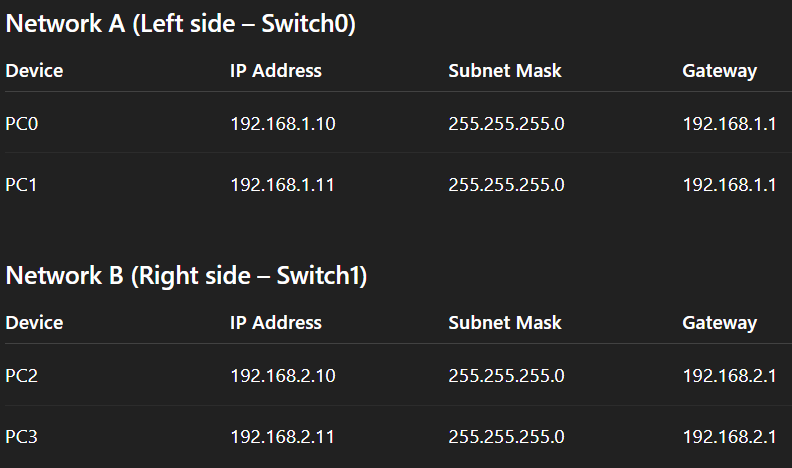 Network A (Left side – Switch0)
Device IP Address Subnet Mask Gateway
PC0 192.168.1.10 255.255.255.0 192.168.1.1
PC1 192.168.1.11 255.255.255.0 192.168.1.1
Network B (Right side – Switch1)
Device IP Address Subnet Mask Gateway
PC2 192.168.2.10 255.255.255.0 192.168.2.1
PC3 192.168.2.11 255.255.255.0 192.168.2.1